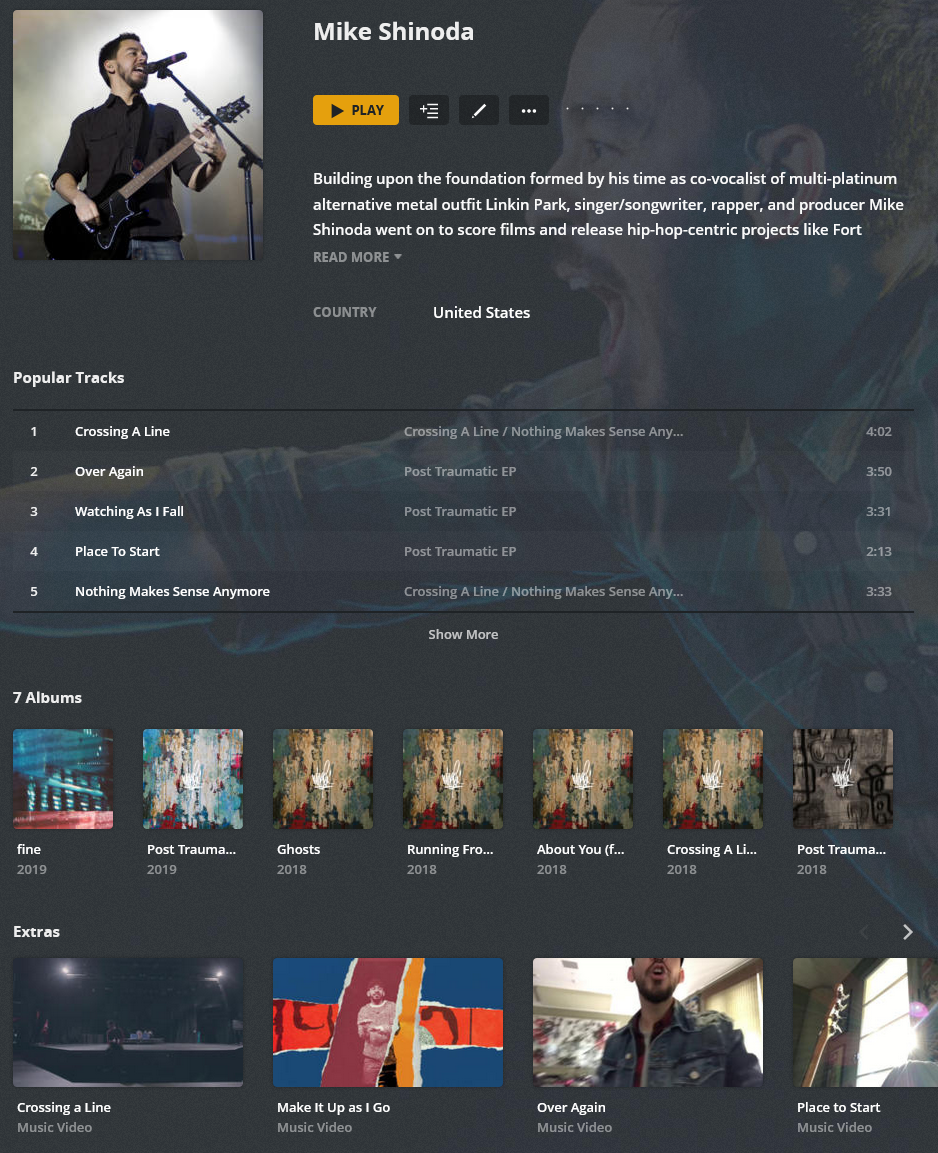 Mike Shinoda
PLAY
Building upon the foundation formed by his time as co-vocalist of multi-platinum
alternative metal outfit Linkin Park, singer/songwriter, rapper, and producer Mike
Shinoda went on to score films and release hip-hop-centric projects like Fort
READ MORE
COUNTRY United States
Popular Tracks
1 Crossing A Line Crossing A Line / Nothing Makes Sense Any... 4:02
2 Over Again Post Traumatic EP 3:50
3 Watching As I Fall Post Traumatic EP 3:31
4 Place To Start Post Traumatic EP 2:13
5 Nothing Makes Sense Anymore Crossing A Line / Nothing Makes Sense Any... 3:33
Show More
7 Albums
fine Post Trauma... Ghosts Running Fro... About You (f... Crossing A Li... Post Trauma...
2019 2019 2018 2018 2018 2018 2018
Extras
Crossing a Line Make It Up as I Go Over Again Place to Start
Music Video Music Video Music Video Music Video